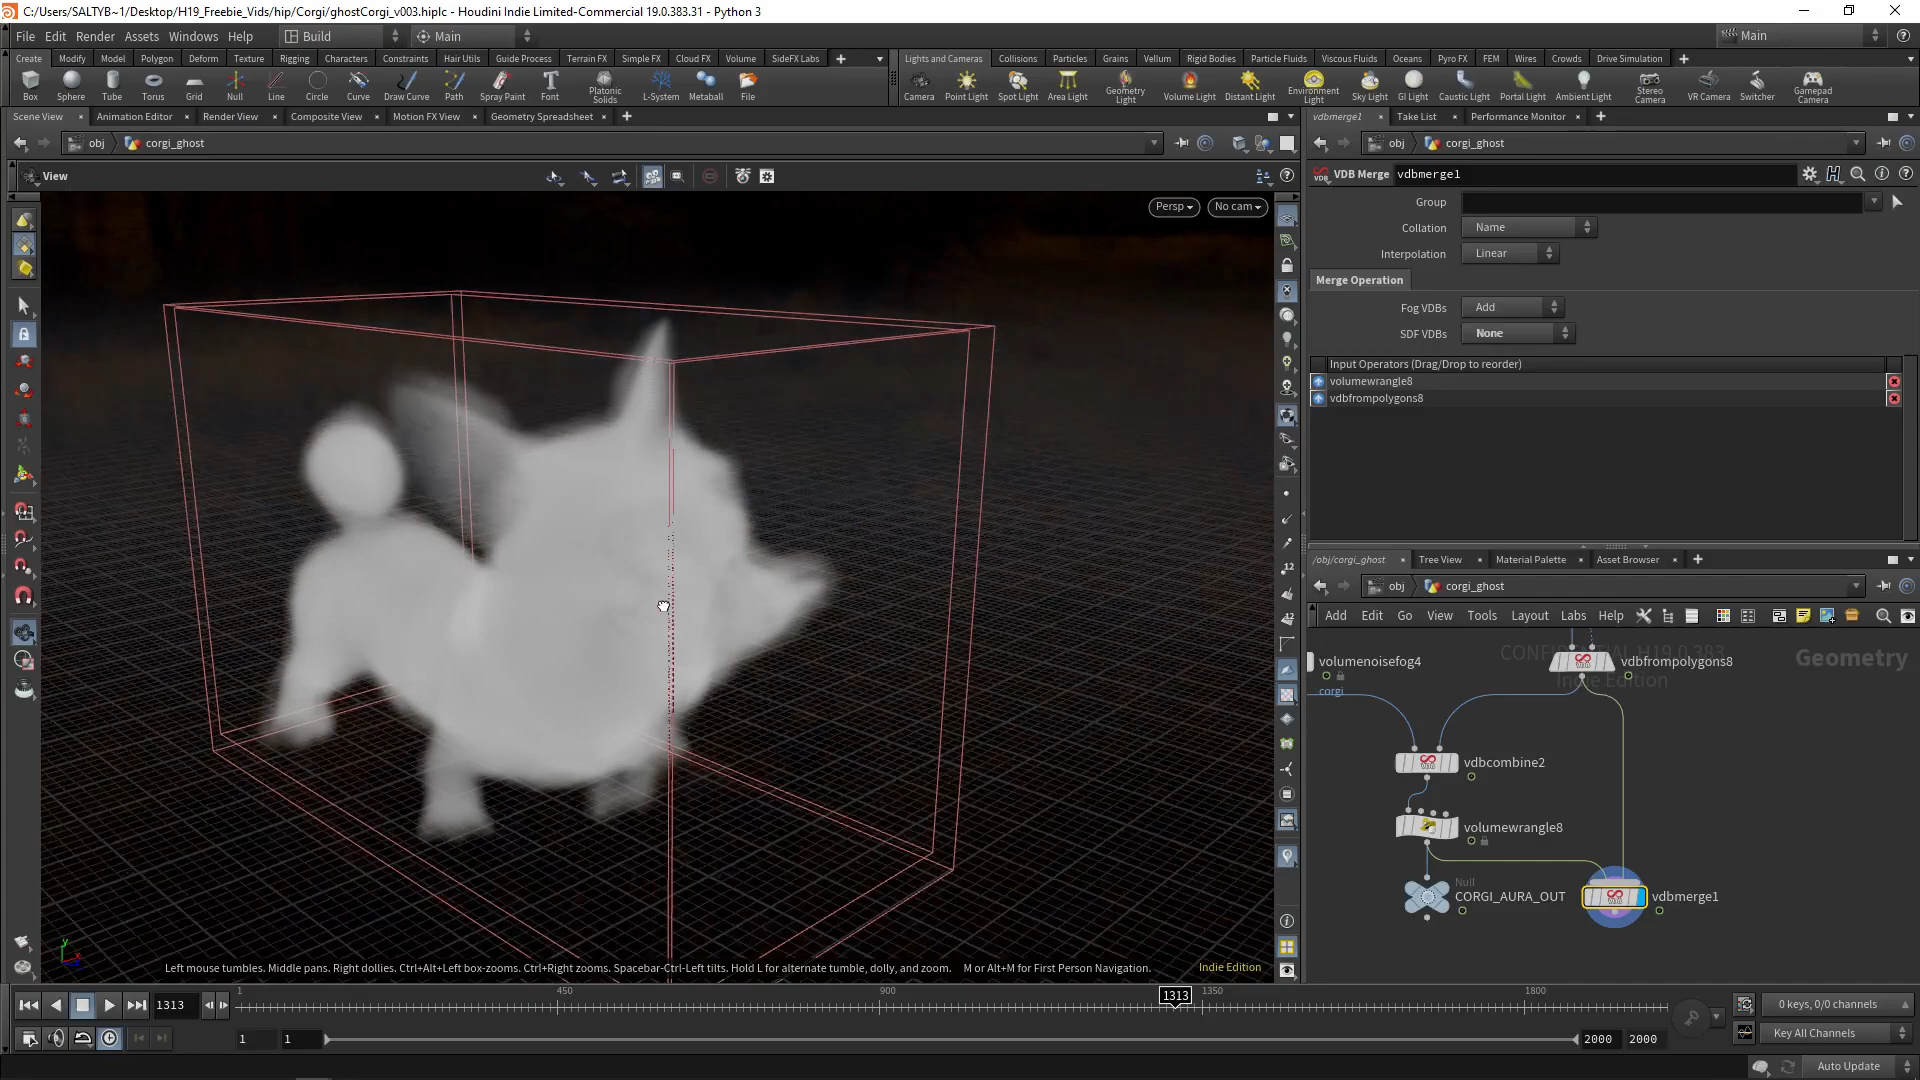 C:/Users/SALTYB~1/Desktop/H19_Freebie_Vids/hip/Corgi/ghostCorgi_v003.hiplc - Houdini Indie Limited-Commercial 19.0.383.31 - Python 3
File Edit Render Assets Windows Help Build Main Main
Create Modify Model Polygon Deform Texture Rigging Characters Constraints Hair Utils Guide Process Terrain FX Simple FX Cloud FX Volume SideFX Labs
Lights and Cameras Collisions Particles Grains Vellum Rigid Bodies Particle Fluids Viscous Fluids Oceans Pyro FX FEM Wires Crowds Drive Simulation
Box Sphere Tube Torus Grid Null Line Circle Curve Draw Curve Path Spray Paint Font Platonic Solids L-System Metaball File
Camera Point Light Spot Light Area Light Geometry Light Volume Light Distant Light Environment Light Sky Light GI Light Caustic Light Portal Light Ambient Light Stereo Camera VR Camera Switcher Gamepad Camera
Scene View Animation Editor Render View Composite View Motion FX View Geometry Spreadsheet
vdbmerge1 Take List Performance Monitor
obj corgi_ghost
obj corgi_ghost
View
VDB Merge vdbmerge1
Persp No cam
Group
Collation Name
Interpolation Linear
Merge Operation
Fog VDBs Add
SDF VDBs None
Input Operators (Drag/Drop to reorder)
volumewrangle8
vdbfrompolygons8
/obj/corgi_ghost Tree View Material Palette Asset Browser
obj corgi_ghost
Add Edit Go View Tools Layout Labs Help
CONFIDENTIAL H19.0.383
Indie Edition
Geometry
volumenoisefog4
corgi
vdbfrompolygons8
vdbcombine2
volumewrangle8
Null
CORGI_AURA_OUT
vdbmerge1
Left mouse tumbles. Middle pans. Right dollies. Ctrl+Alt+Left box-zooms. Ctrl+Right zooms. Spacebar-Ctrl-Left tilts. Hold L for alternate tumble, dolly, and zoom. M or Alt+M for First Person Navigation.
Indie Edition
y
x
1313
1 450 900 1313 1350 1800
0 keys, 0/0 channels
1 1 2000 2000
Key All Channels
Auto Update